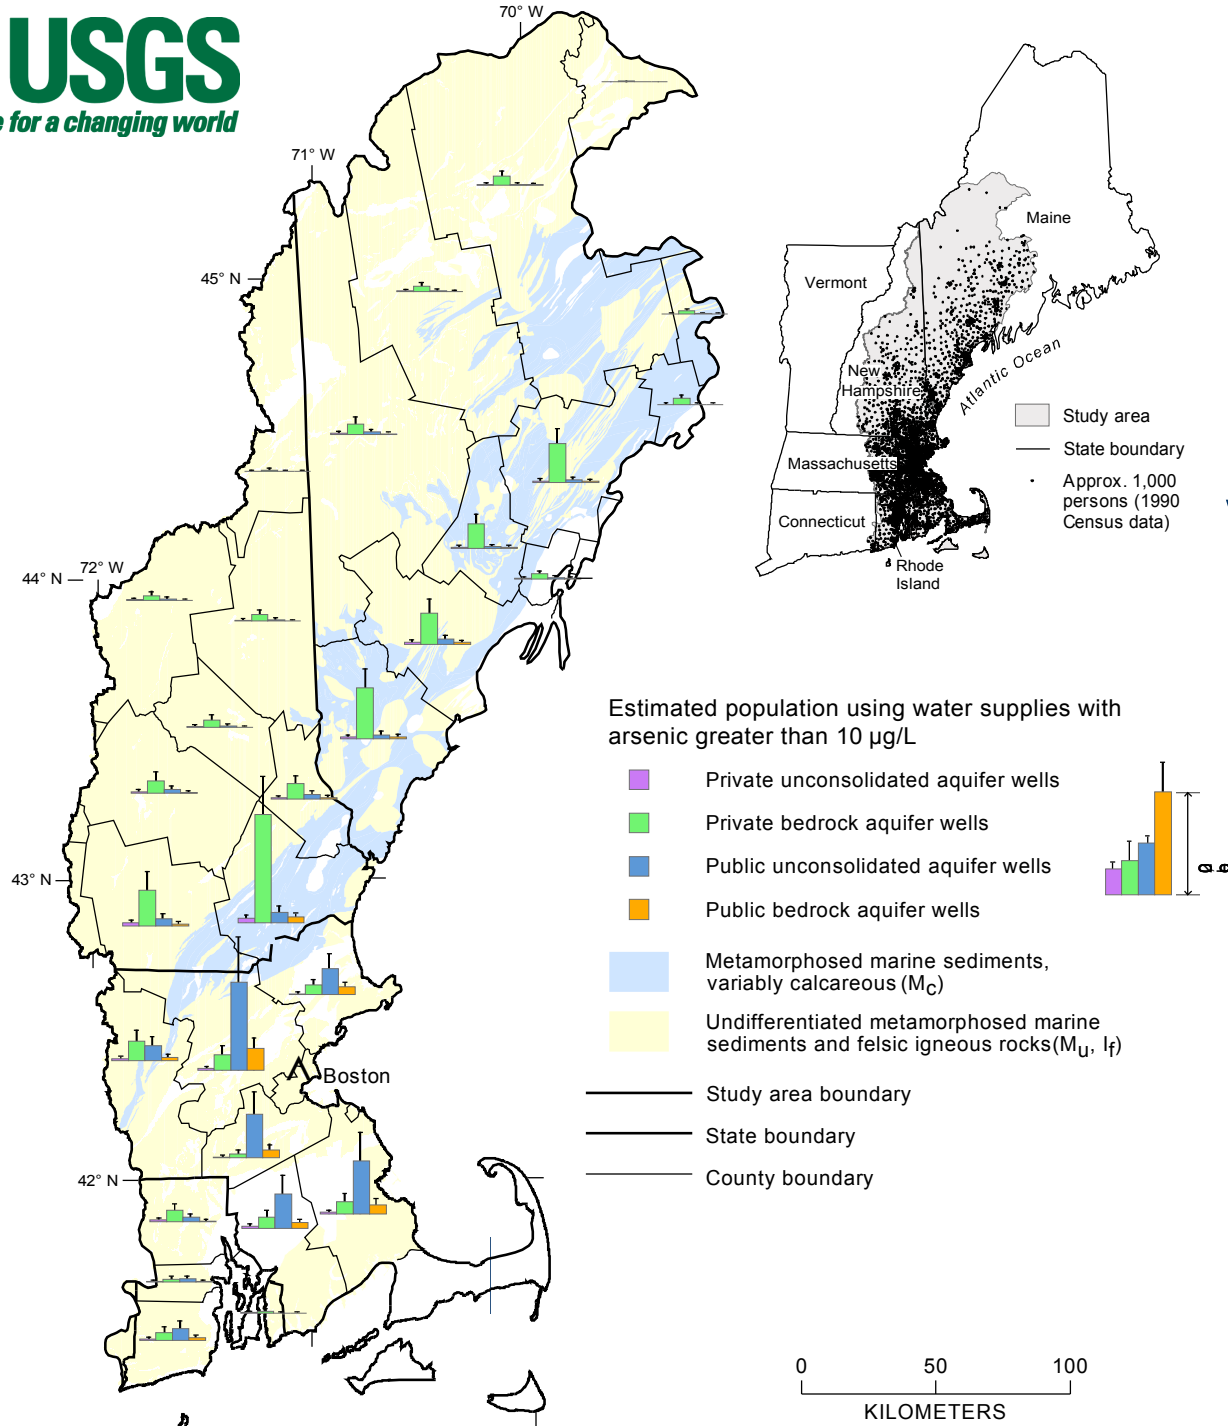 USGS
e for a changing world
70° W
71° W
45° N
Maine
Vermont
New
Hampshire
Atlantic Ocean
Massachusetts
Connecticut
Rhode
Island
Study area
State boundary
Approx. 1,000
persons (1990
Census data)
44° N
72° W
Estimated population using water supplies with
arsenic greater than 10 µg/L
Private unconsolidated aquifer wells
Private bedrock aquifer wells
Public unconsolidated aquifer wells
Public bedrock aquifer wells
Metamorphosed marine sediments,
variably calcareous (Mc)
Undifferentiated metamorphosed marine
sediments and felsic igneous rocks(Mu, If)
43° N
Boston
Study area boundary
State boundary
County boundary
42° N
0 50 100
KILOMETERS